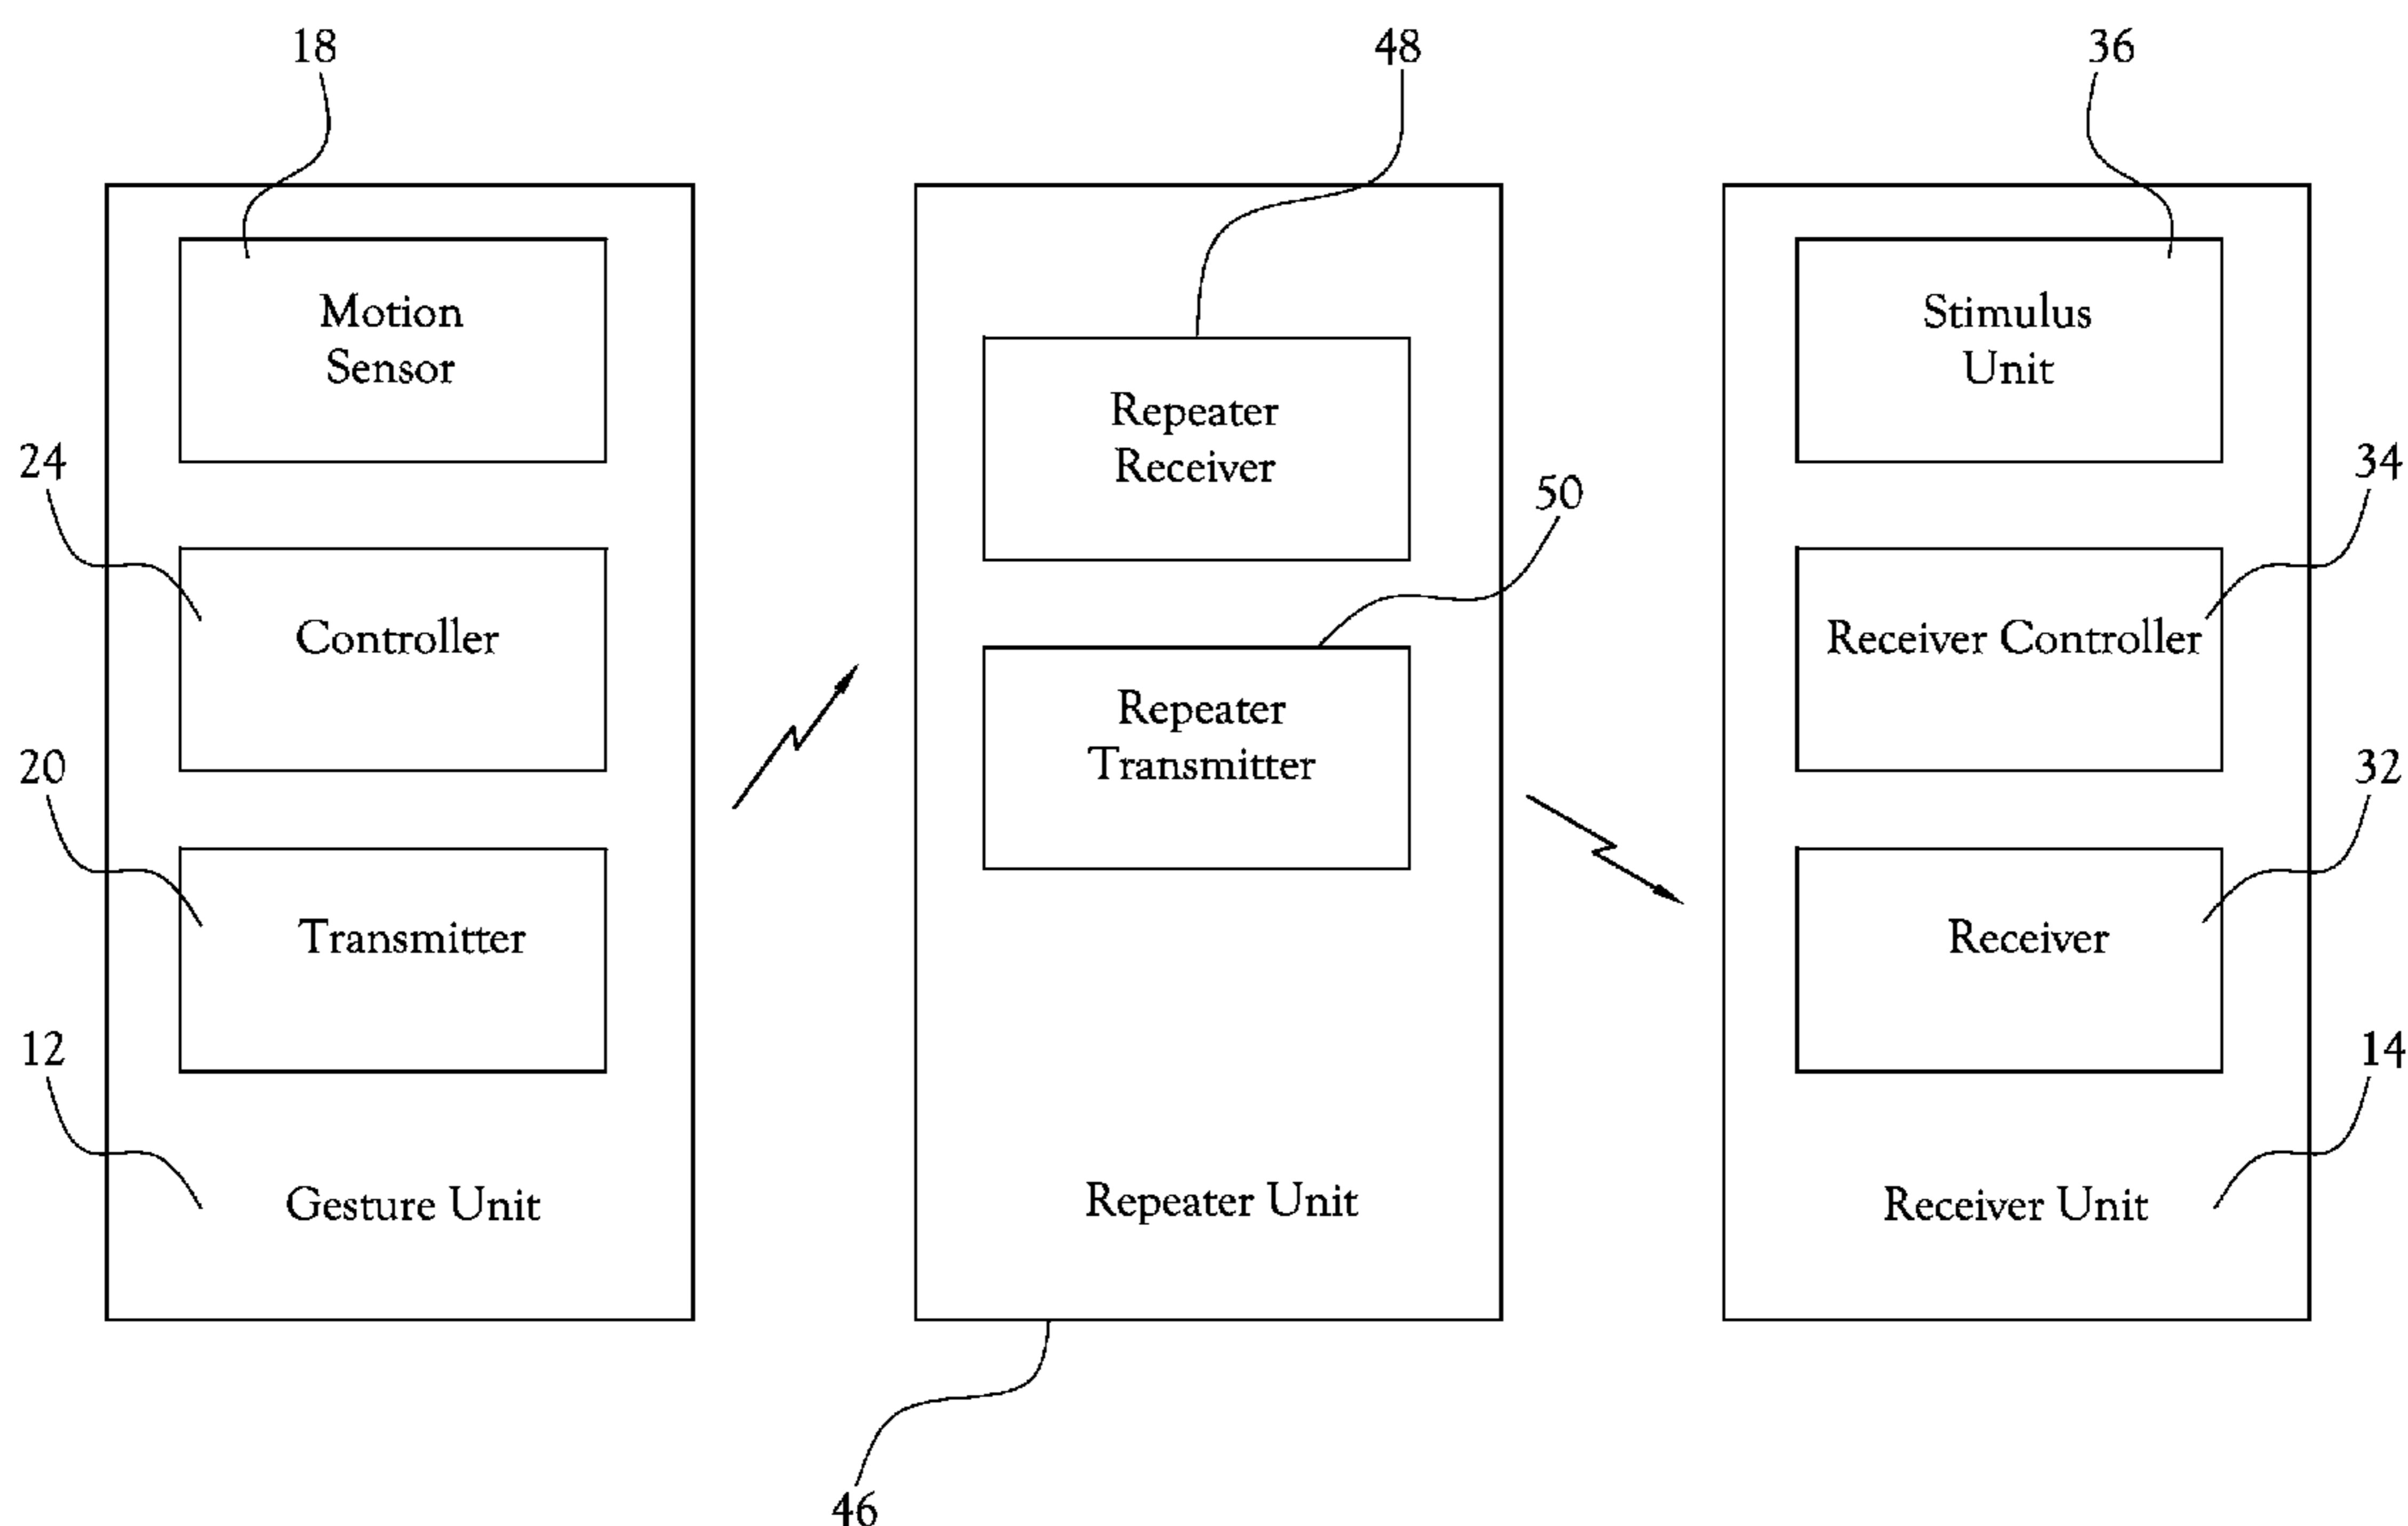 18
48
36
Motion
Sensor
Stimulus
Unit
Repeater
Receiver
24
50
34
Controller
Receiver Controller
Repeater
Transmitter
20
32
Transmitter
Receiver
12
14
Gesture Unit
Repeater Unit
Receiver Unit
46